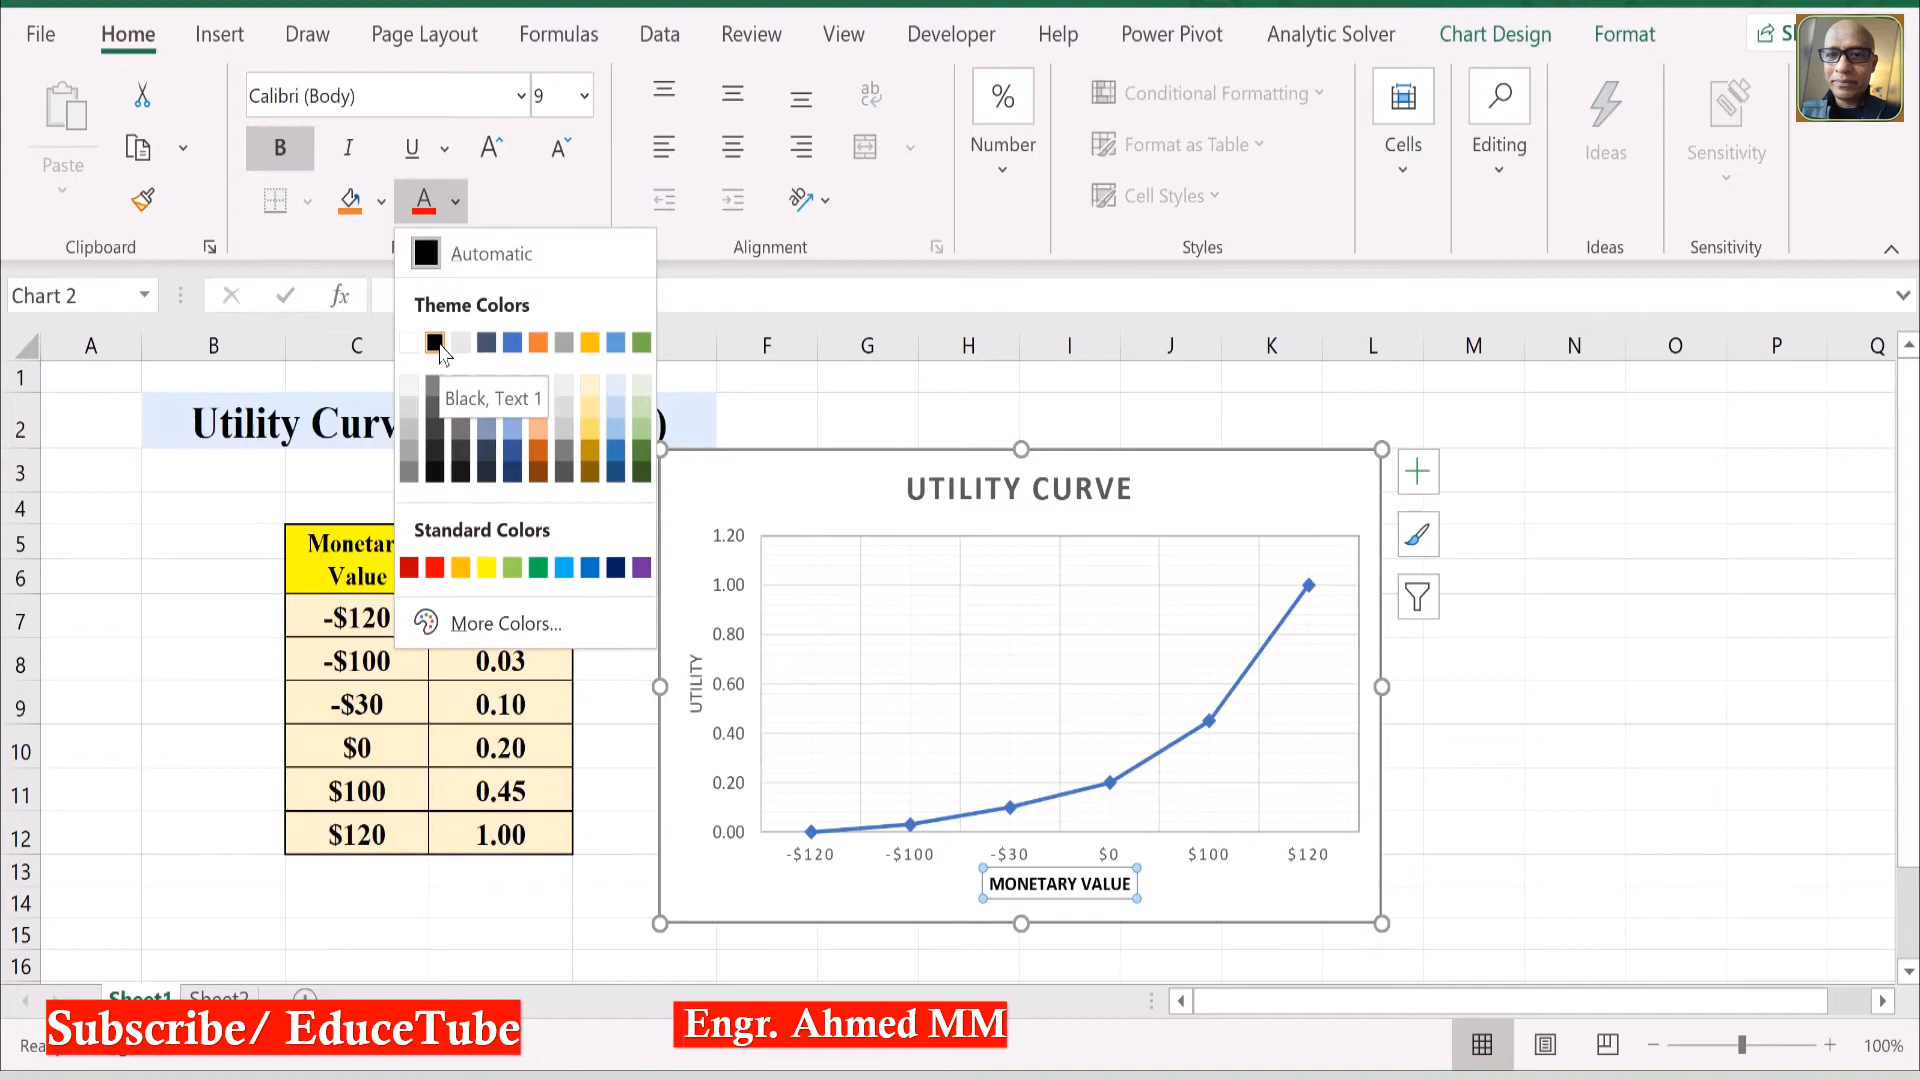 File Home Insert Draw Page Layout Formulas Data Review View Developer Help Power Pivot Analytic Solver Chart Design Format
Calibri (Body) 9
B I U A A ab
Paste
A
% Number
Conditional Formatting
Format as Table
Cell Styles
Cells
Editing
Ideas
Sensitivity
Clipboard Alignment Styles Ideas Sensitivity
Automatic
Chart 2 fx
Theme Colors
Black, Text 1
Standard Colors
More Colors...
A B C F G H I J K L M N O P Q
1
2 Utility Curv )
3
4
5 Monetar
6 Value
7 -$120
8 -$100 0.03
9 -$30 0.10
10 $0 0.20
11 $100 0.45
12 $120 1.00
13
14
15
16
UTILITY CURVE
1.20
1.00
0.80
0.60
0.40
0.20
0.00
UTILITY
-$120 -$100 -$30 $0 $100 $120
MONETARY VALUE
Sheet1 Sheet2
Subscribe/ EduceTube
Engr. Ahmed MM
100%